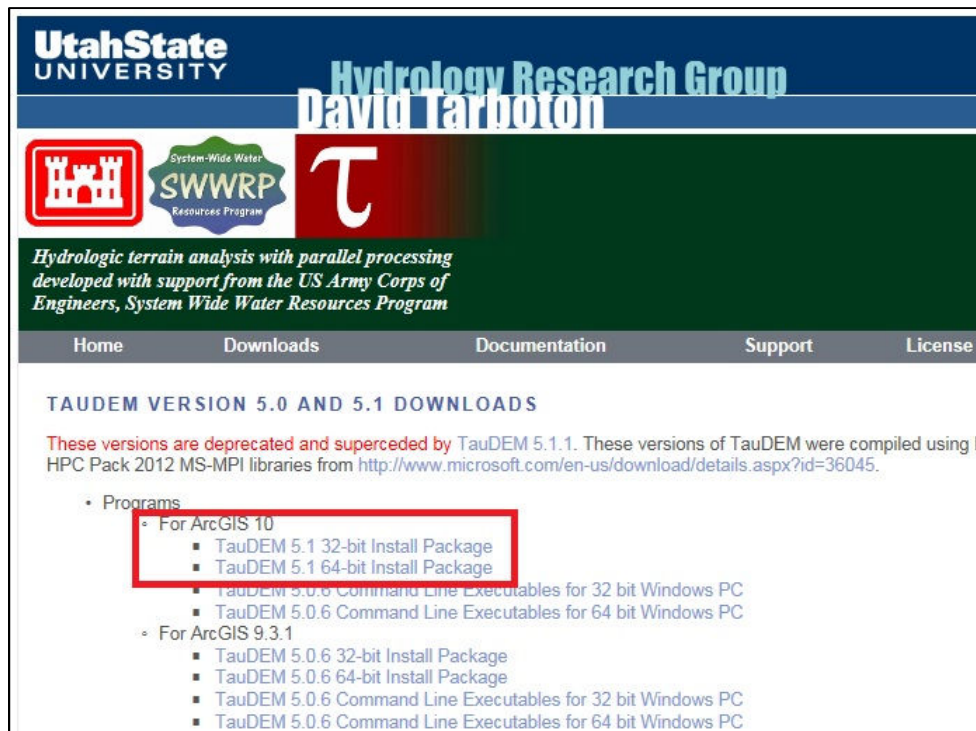 UtahState
UNIVERSITY
Hydrology Research Group
David Tarboton
System-Wide Water
SWWRP
Resources Program
τ
Hydrologic terrain analysis with parallel processing
developed with support from the US Army Corps of
Engineers, System Wide Water Resources Program
Home Downloads Documentation Support License
TAUDEM VERSION 5.0 AND 5.1 DOWNLOADS
These versions are deprecated and superceded by TauDEM 5.1.1. These versions of TauDEM were compiled using
HPC Pack 2012 MS-MPI libraries from http://www.microsoft.com/en-us/download/details.aspx?id=36045.
• Programs
◦ For ArcGIS 10
▪ TauDEM 5.1 32-bit Install Package
▪ TauDEM 5.1 64-bit Install Package
▪ TauDEM 5.0.6 Command Line Executables for 32 bit Windows PC
▪ TauDEM 5.0.6 Command Line Executables for 64 bit Windows PC
◦ For ArcGIS 9.3.1
▪ TauDEM 5.0.6 32-bit Install Package
▪ TauDEM 5.0.6 64-bit Install Package
▪ TauDEM 5.0.6 Command Line Executables for 32 bit Windows PC
▪ TauDEM 5.0.6 Command Line Executables for 64 bit Windows PC